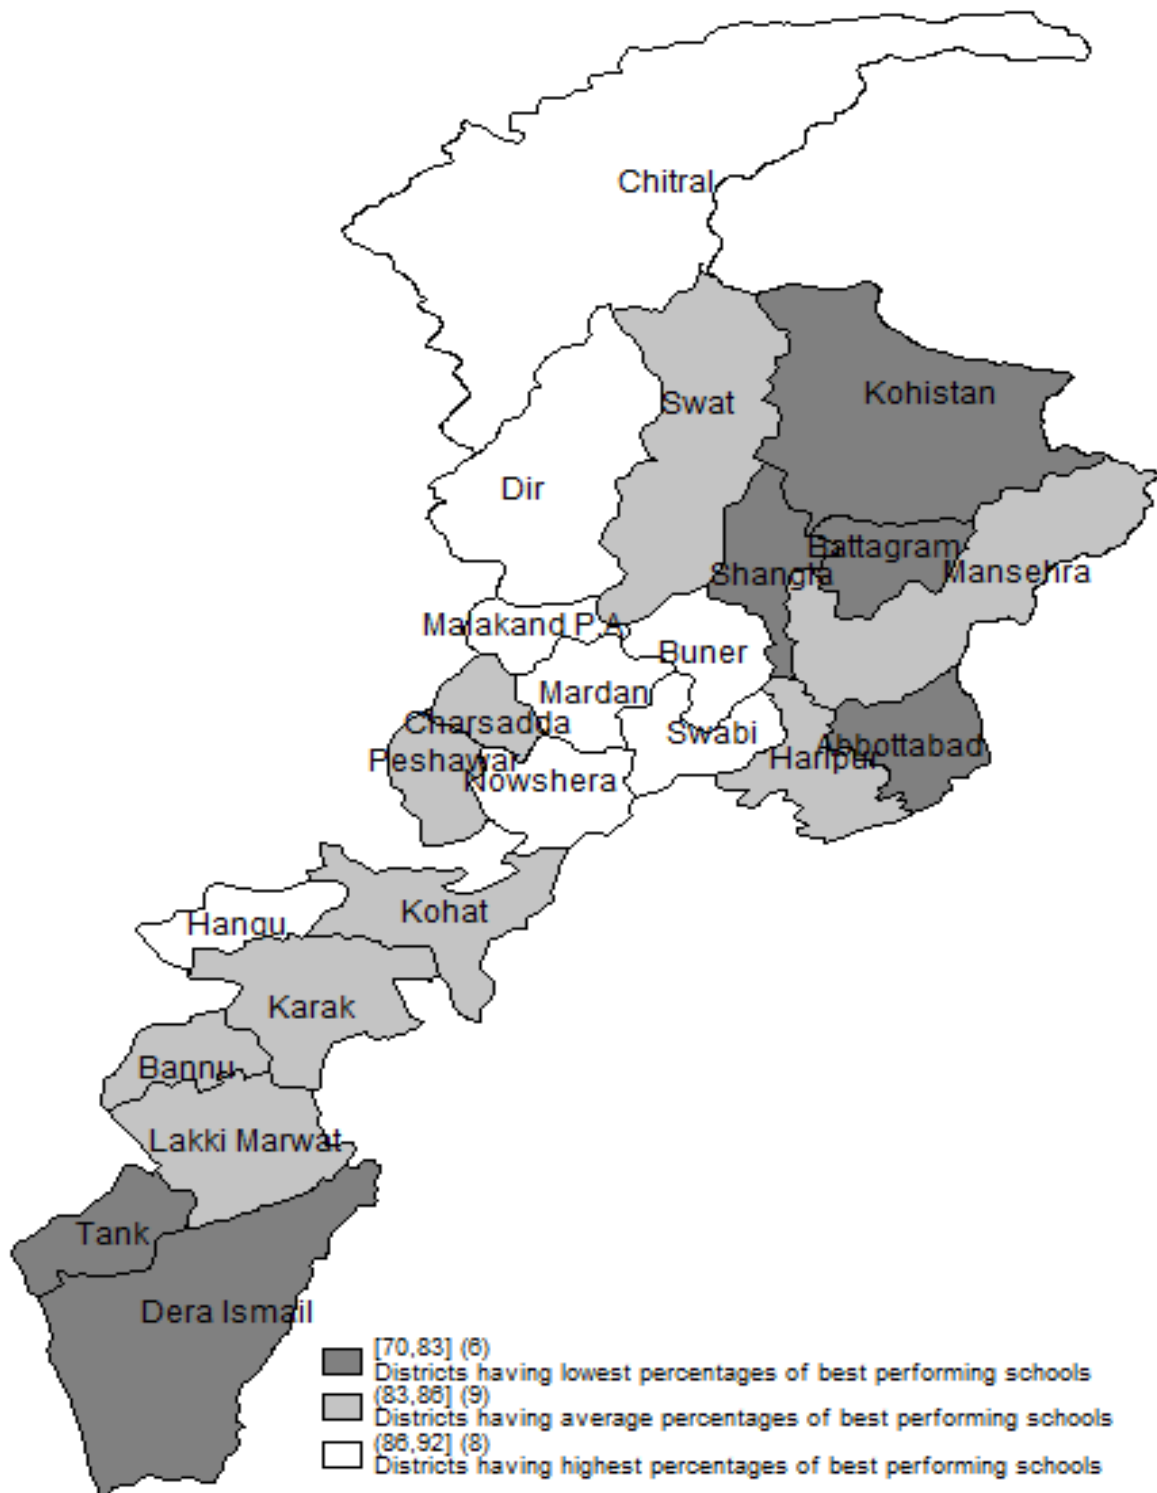 Chitral
Kohistan
Swat
Dir
Battagram
Shangla
Mansehra
Malakand P A
Buner
Mardan
Charsadda
Swabi
Abbottabad
Haripur
Peshawar
Nowshera
Kohat
Hangu
Karak
Bannu
Lakki Marwat
Tank
Dera Ismail
[70,83] (6)
Districts having lowest percentages of best performing schools
(83,86] (9)
Districts having average percentages of best performing schools
(86,92] (8)
Districts having highest percentages of best performing schools